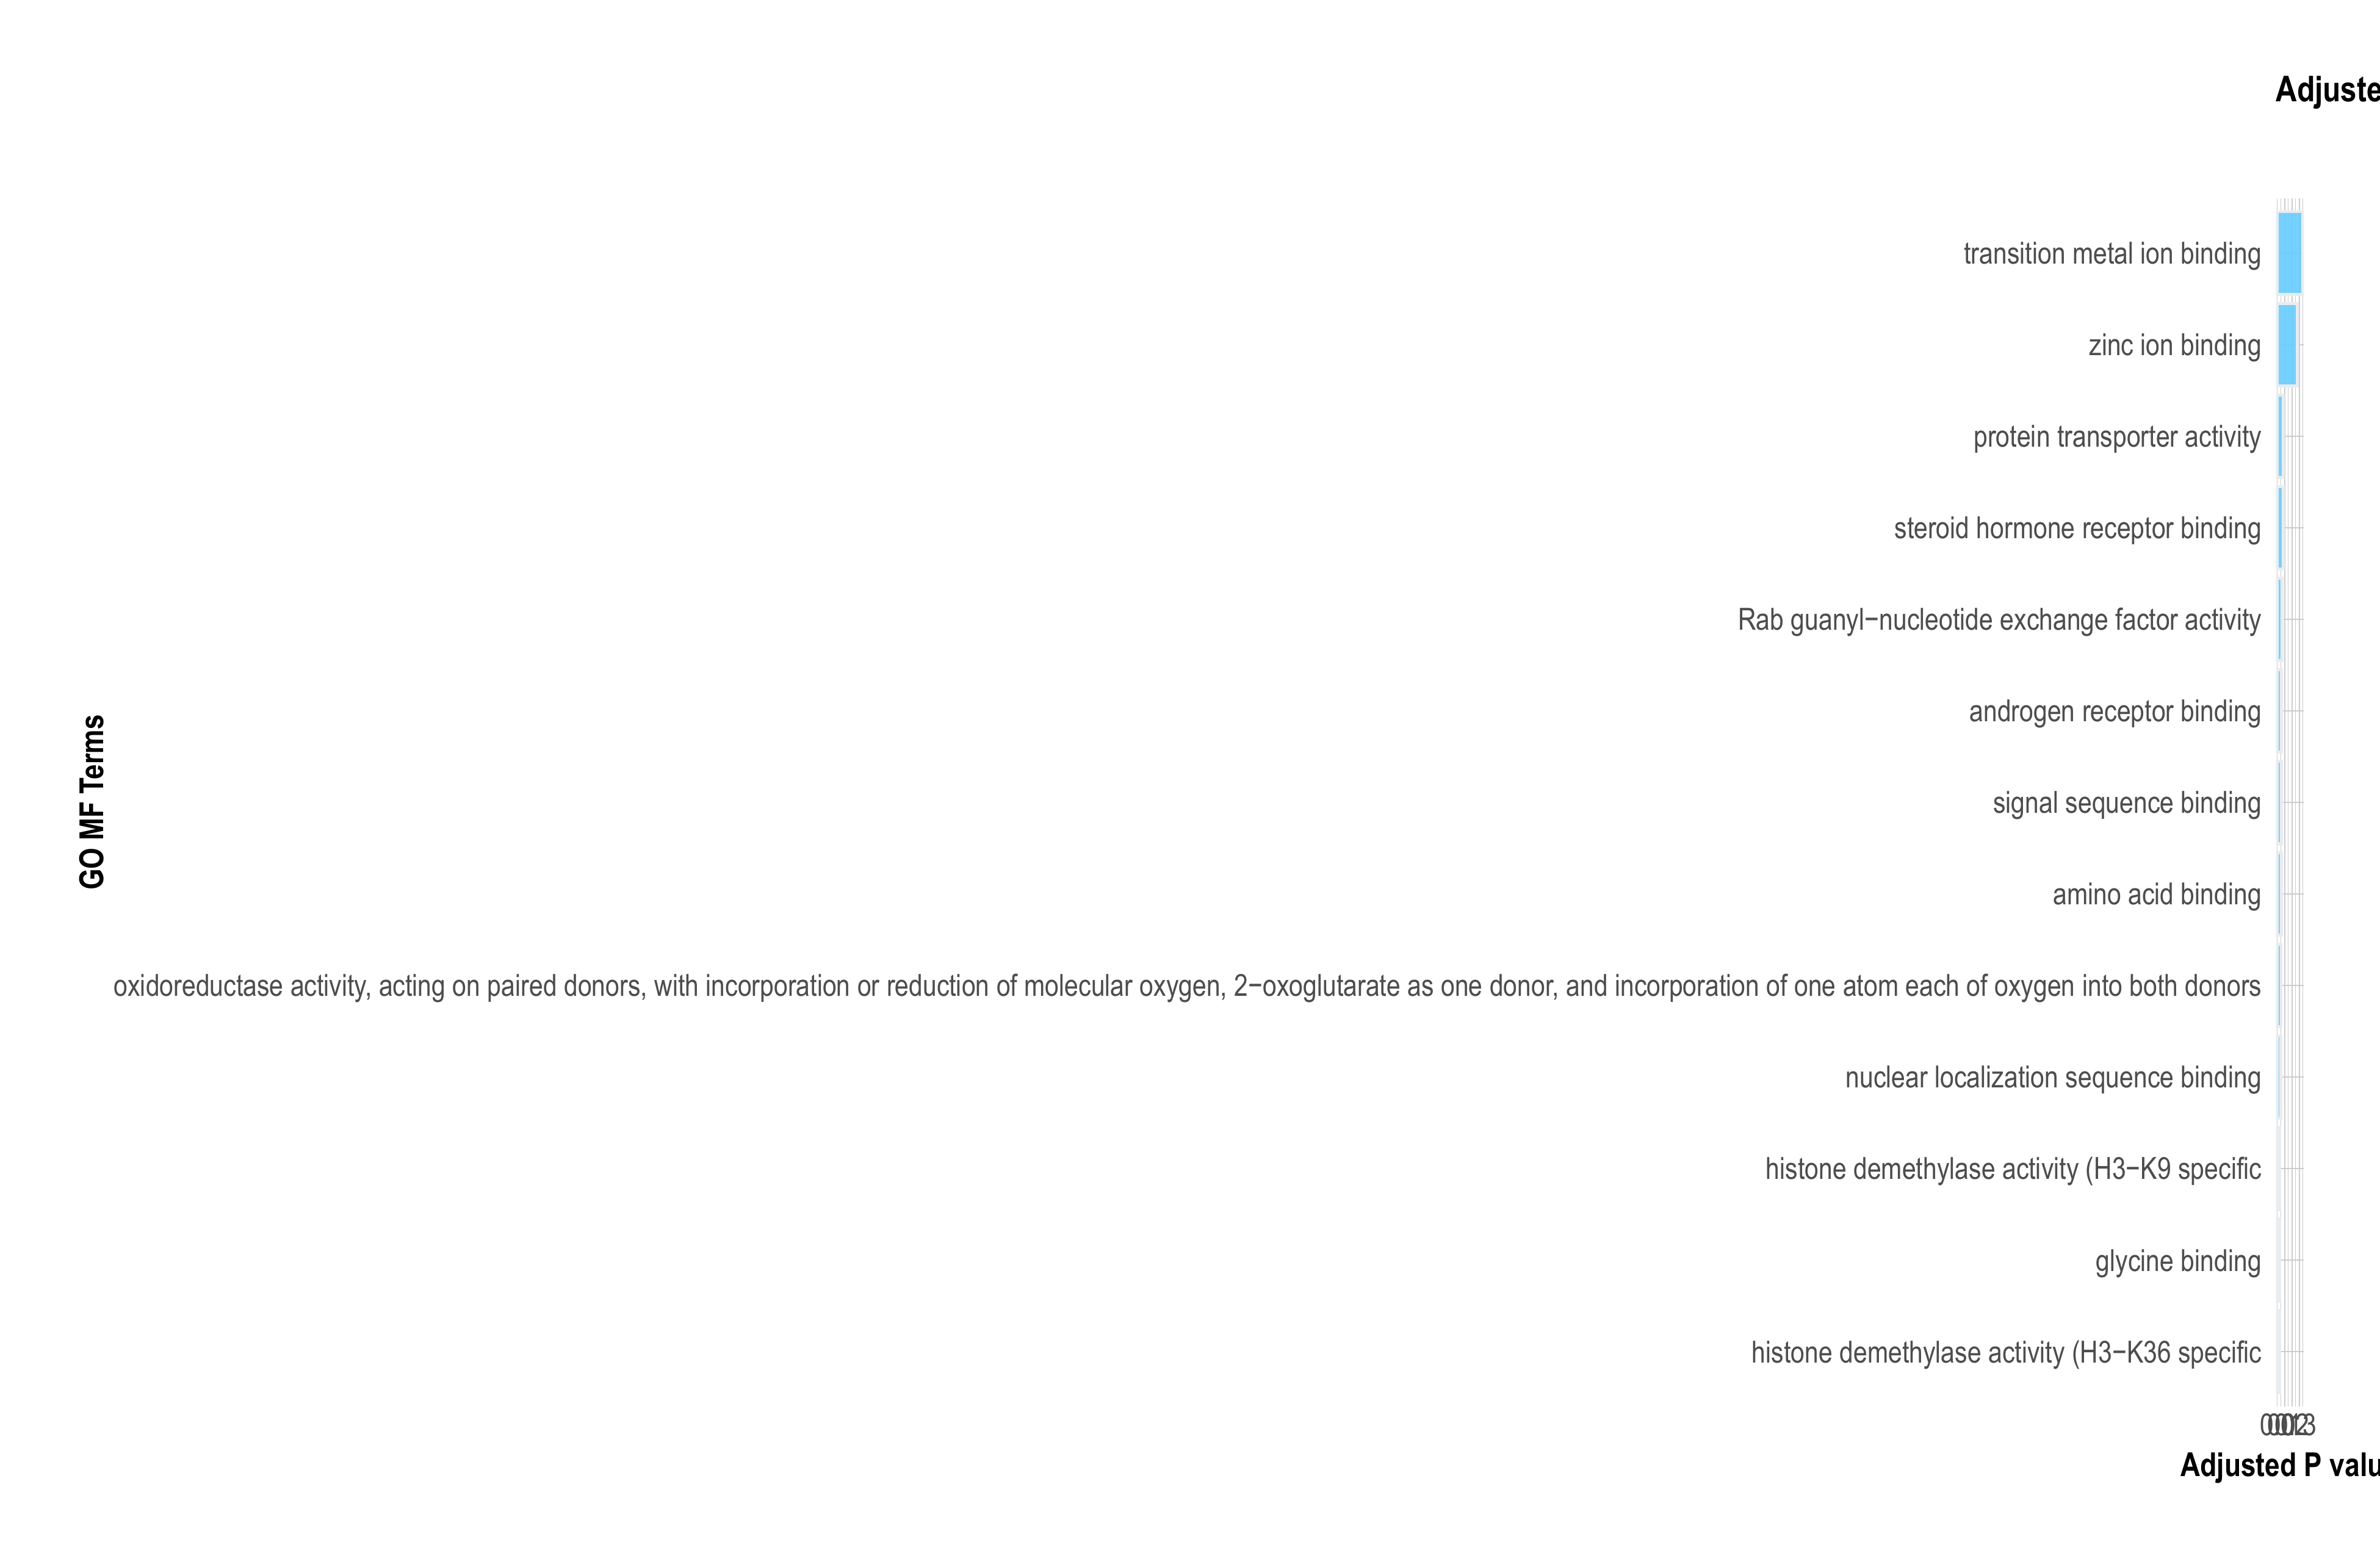 Adjuste
transition metal ion binding
zinc ion binding
protein transporter activity
steroid hormone receptor binding
Rab guanyl−nucleotide exchange factor activity
androgen receptor binding
signal sequence binding
amino acid binding
oxidoreductase activity, acting on paired donors, with incorporation or reduction of molecular oxygen, 2−oxoglutarate as one donor, and incorporation of one atom each of oxygen into both donors
nuclear localization sequence binding
histone demethylase activity (H3−K9 specific
glycine binding
histone demethylase activity (H3−K36 specific
GO MF Terms
Adjusted P valu